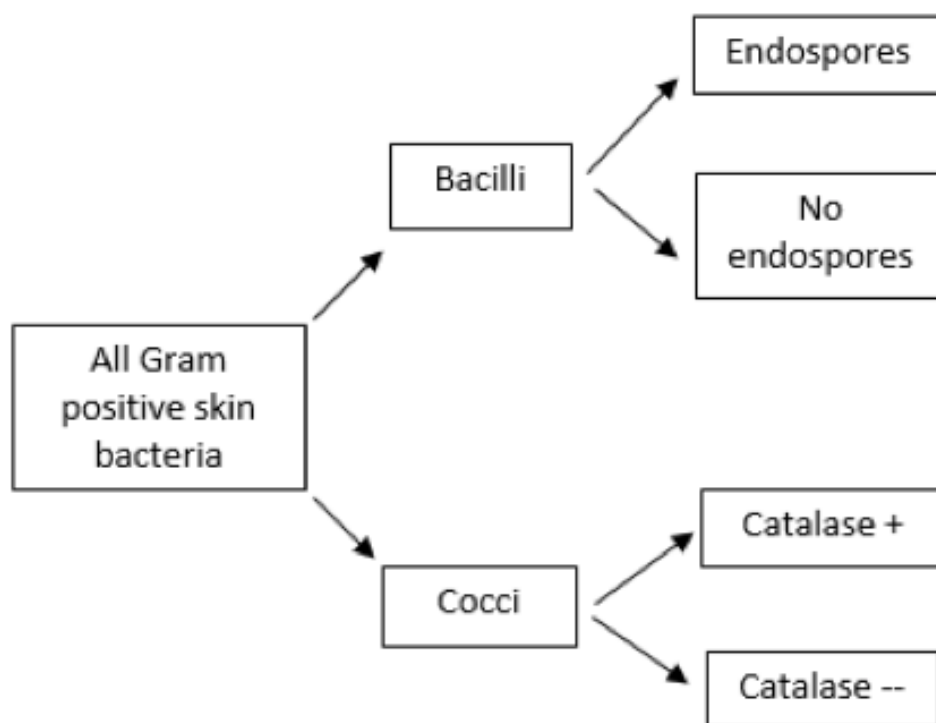 Endospores
Bacilli
No
endospores
All Gram
positive skin
bacteria
Catalase +
Cocci
Catalase --